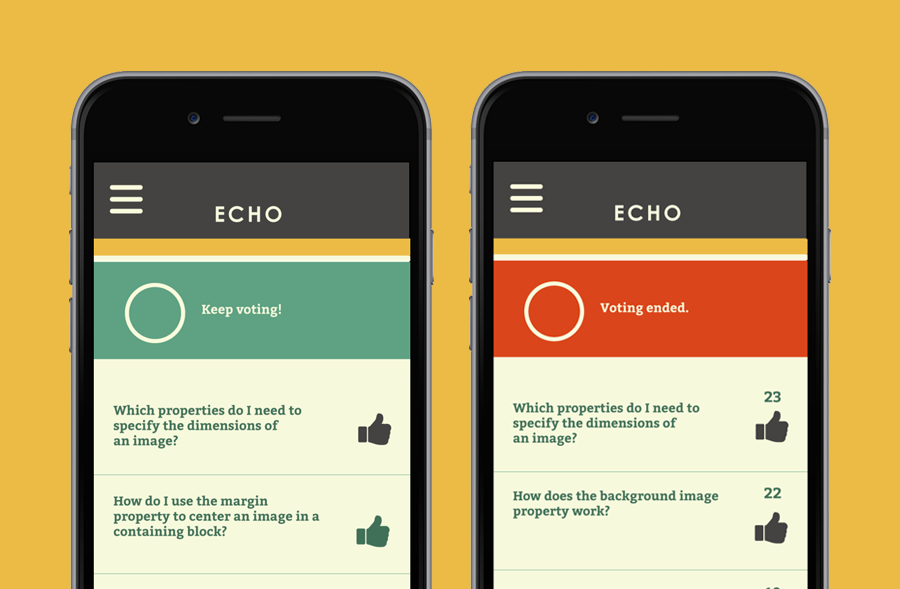 ECHO
Keep voting!
Which properties do I need to
specify the dimensions of
an image?
How do I use the margin
property to center an image in a
containing block?
ECHO
Voting ended.
23
Which properties do I need to
specify the dimensions of
an image?
22
How does the background image
property work?